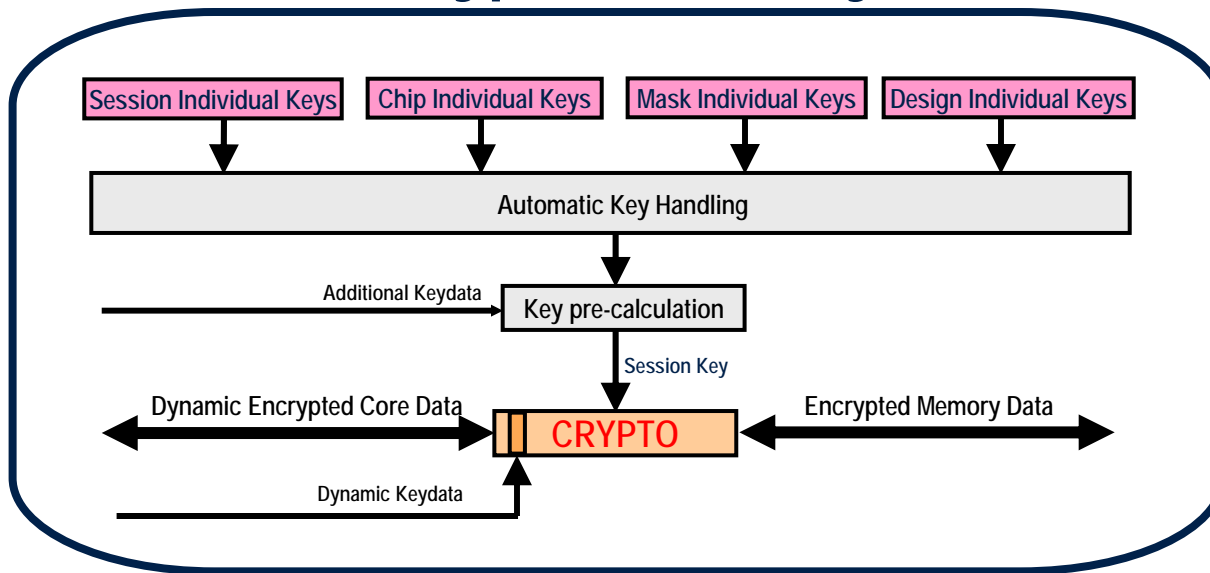 Session Individual Keys
Chip Individual Keys
Mask Individual Keys
Design Individual Keys
Automatic Key Handling
Additional Keydata
Key pre-calculation
Session Key
Dynamic Encrypted Core Data
CRYPTO
Encrypted Memory Data
Dynamic Keydata